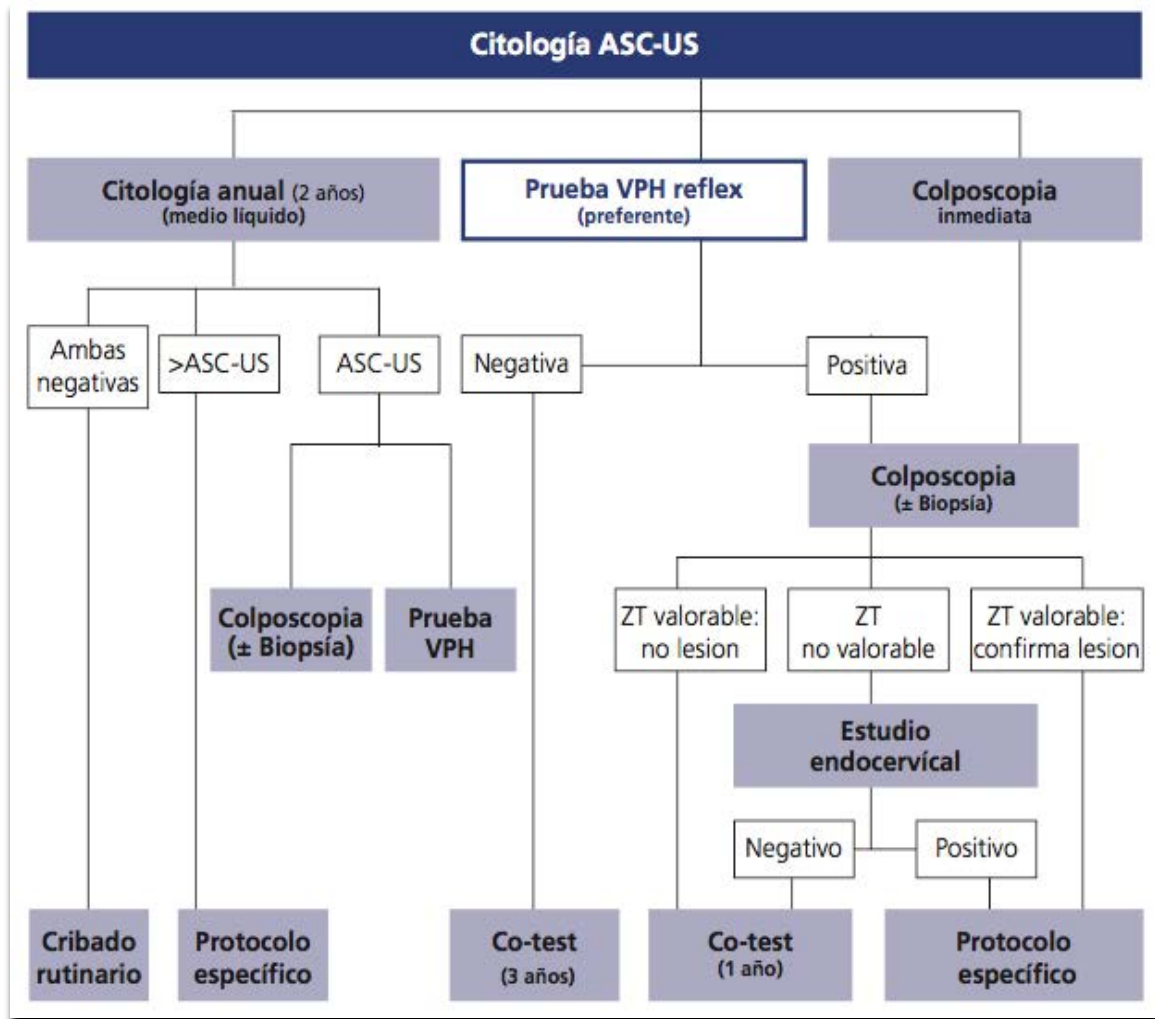 Citología ASC-US
Citología anual (2 años)
(medio líquido)
Prueba VPH reflex
(preferente)
Colposcopia
inmediata
Ambas
negativas
>ASC-US
ASC-US
Negativa
Positiva
Colposcopia
(± Biopsía)
Colposcopia
(± Biopsía)
Prueba
VPH
ZT valorable:
no lesion
ZT
no valorable
ZT valorable:
confirma lesion
Estudio
endocervícal
Negativo
Positivo
Cribado
rutinario
Protocolo
específico
Co-test
(3 años)
Co-test
(1 año)
Protocolo
específico